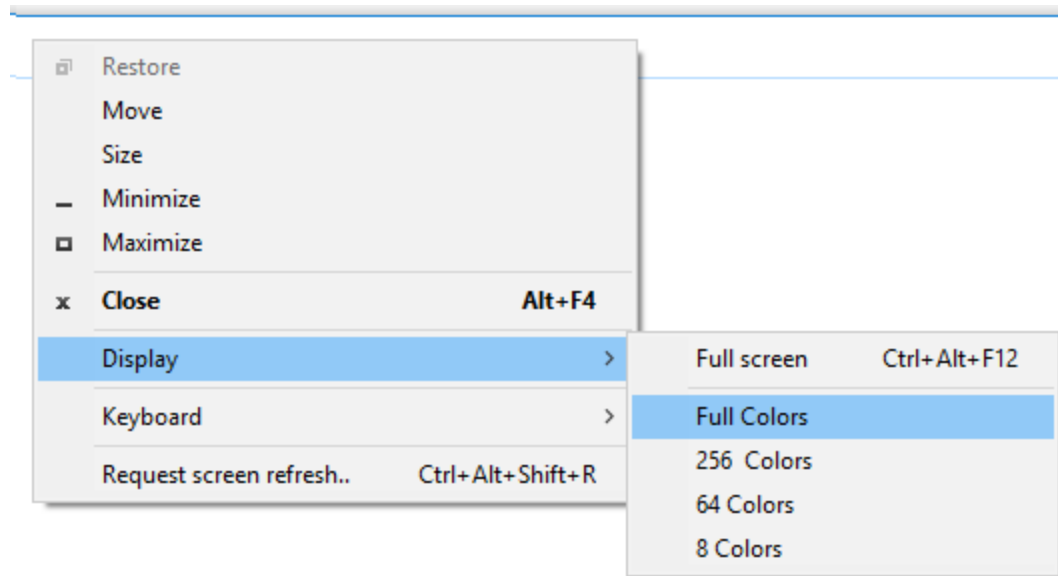 Restore
Move
Size
Minimize
Maximize
Close Alt+F4
Display
Keyboard
Request screen refresh.. Ctrl+Alt+Shift+R
Full screen Ctrl+Alt+F12
Full Colors
256  Colors
64 Colors
8 Colors